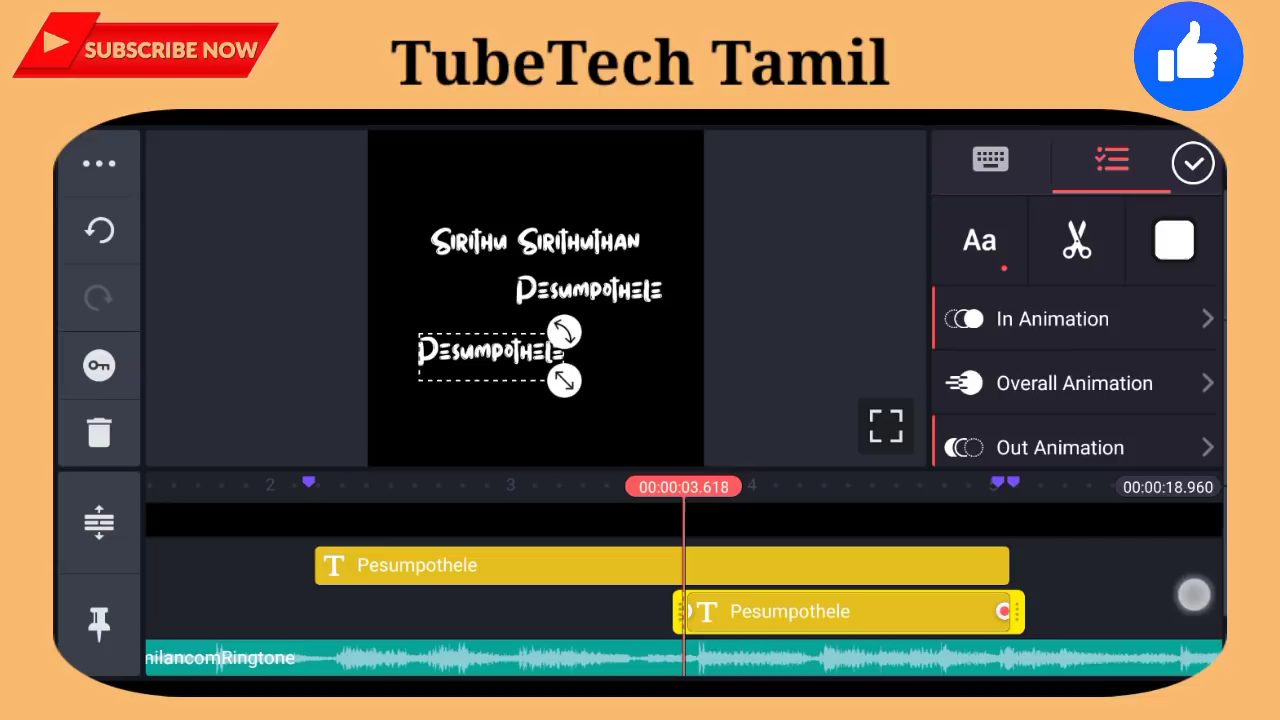 SUBSCRIBE NOW
TubeTech Tamil
Sirithu Sirithuthan
Pesumpothele
Pesumpothele
Aa
In Animation
Overall Animation
Out Animation
2
3
00:00:03.618
4
5
00:00:18.960
T Pesumpothele
T Pesumpothele
nilancomRingtone